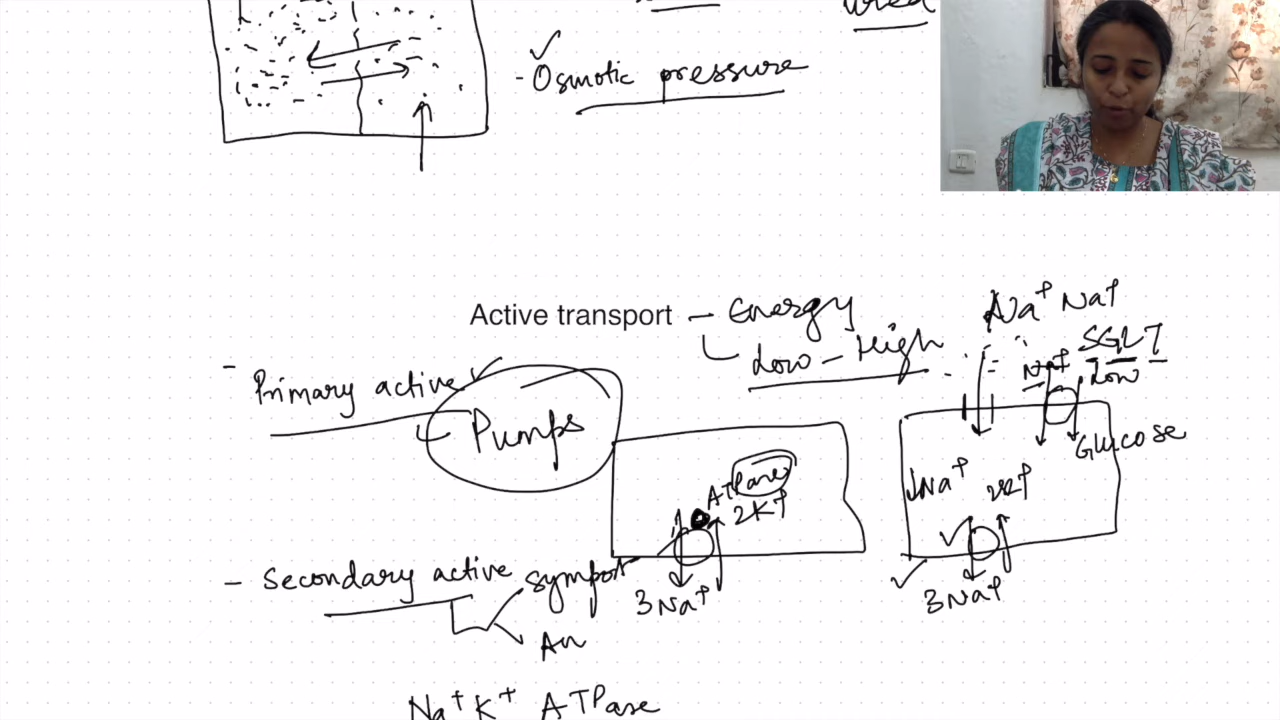 urea
- Osmotic pressure
Active transport — Energy
Low - High
Na+ Na+
SGLT
Na+ Low
- Primary active
Pumps
Glucose
ATPase
2K+
↓Na+ 2K+
- Secondary active symport
3Na+
3Na+
An
Na+ K+ ATPase